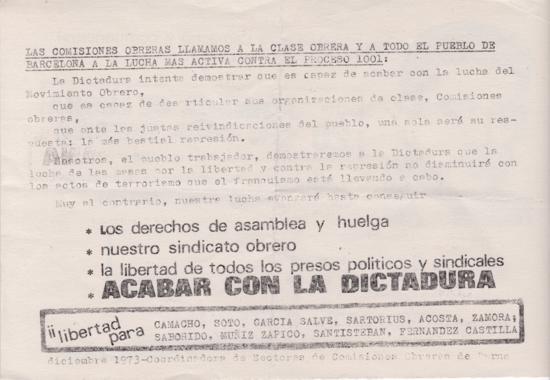 LAS COMISIONES OBRERAS LLAMAMOS A LA CLASE OBRERA Y A TODO EL PUEBLO DE
BARCELONA A LA LUCHA MAS ACTIVA CONTRA EL PROCESO 1001:
La Dictadura intenta demostrar que es capaz de acabar con la lucha del
Movimiento Obrero,
que es capaz de desarticular sus organizaciones de clase, Comisiones
obreras,
que ante las justas reivindicaciones del pueblo, una sola será su res-
puesta: la más bestial represión.
Nosotros, el pueblo trabajador, demostraremos a la Dictadura que la
lucha de las masas por la libertad y contra la represión no disminuirá con
los actos de terrorismo que el franquismo está llevando a cabo.
Muy al contrario, nuestra lucha avanzará hasta conseguir
* los derechos de asamblea y huelga
* nuestro sindicato obrero
* la libertad de todos los presos politicos y sindicales
* ACABAR CON LA DICTADURA
¡¡libertad para CAMACHO, SOTO, GARCIA SALVE, SARTORIUS, ACOSTA, ZAMORA,
SABORIDO, MUÑIZ ZAPICO, SANTISTEBAN, FERNANDEZ CASTILLA
diciembre 1973-Coordinadora de Sectores de Comisiones Obreras de